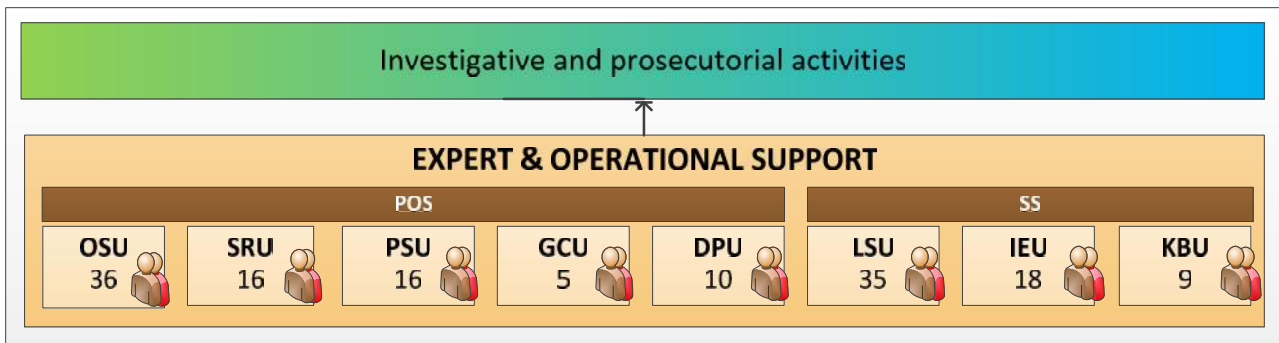 Investigative and prosecutorial activities
EXPERT & OPERATIONAL SUPPORT
POS
SS
OSU
36
SRU
16
PSU
16
GCU
5
DPU
10
LSU
35
IEU
18
KBU
9